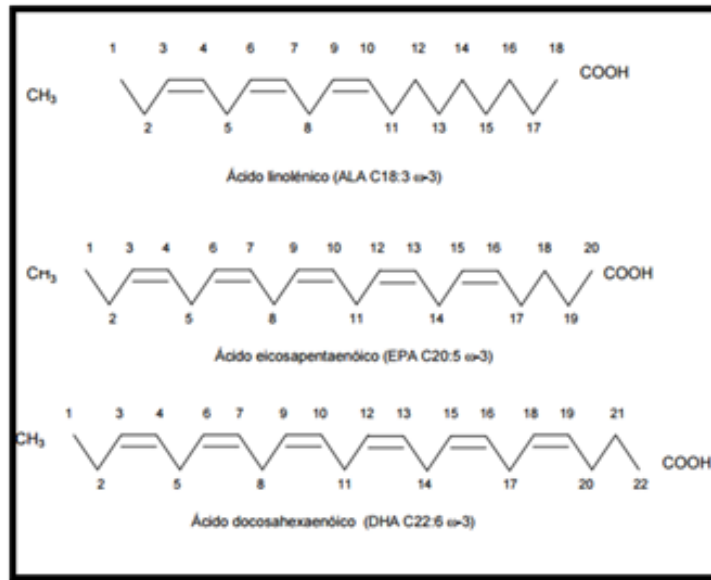 1 3 4 6 7 9 10 12 14 16 18
CH₃ COOH
2 5 8 11 13 15 17
Ácido linolénico (ALA C18:3 ω-3)
1 3 4 6 7 9 10 12 13 15 16 18 20
CH₃ COOH
2 5 8 11 14 17 19
Ácido eicosapentaenóico (EPA C20:5 ω-3)
1 3 4 6 7 9 10 12 13 15 16 18 19 21
CH₃ COOH
2 5 8 11 14 17 20 22
Ácido docosahexaenóico (DHA C22:6 ω-3)